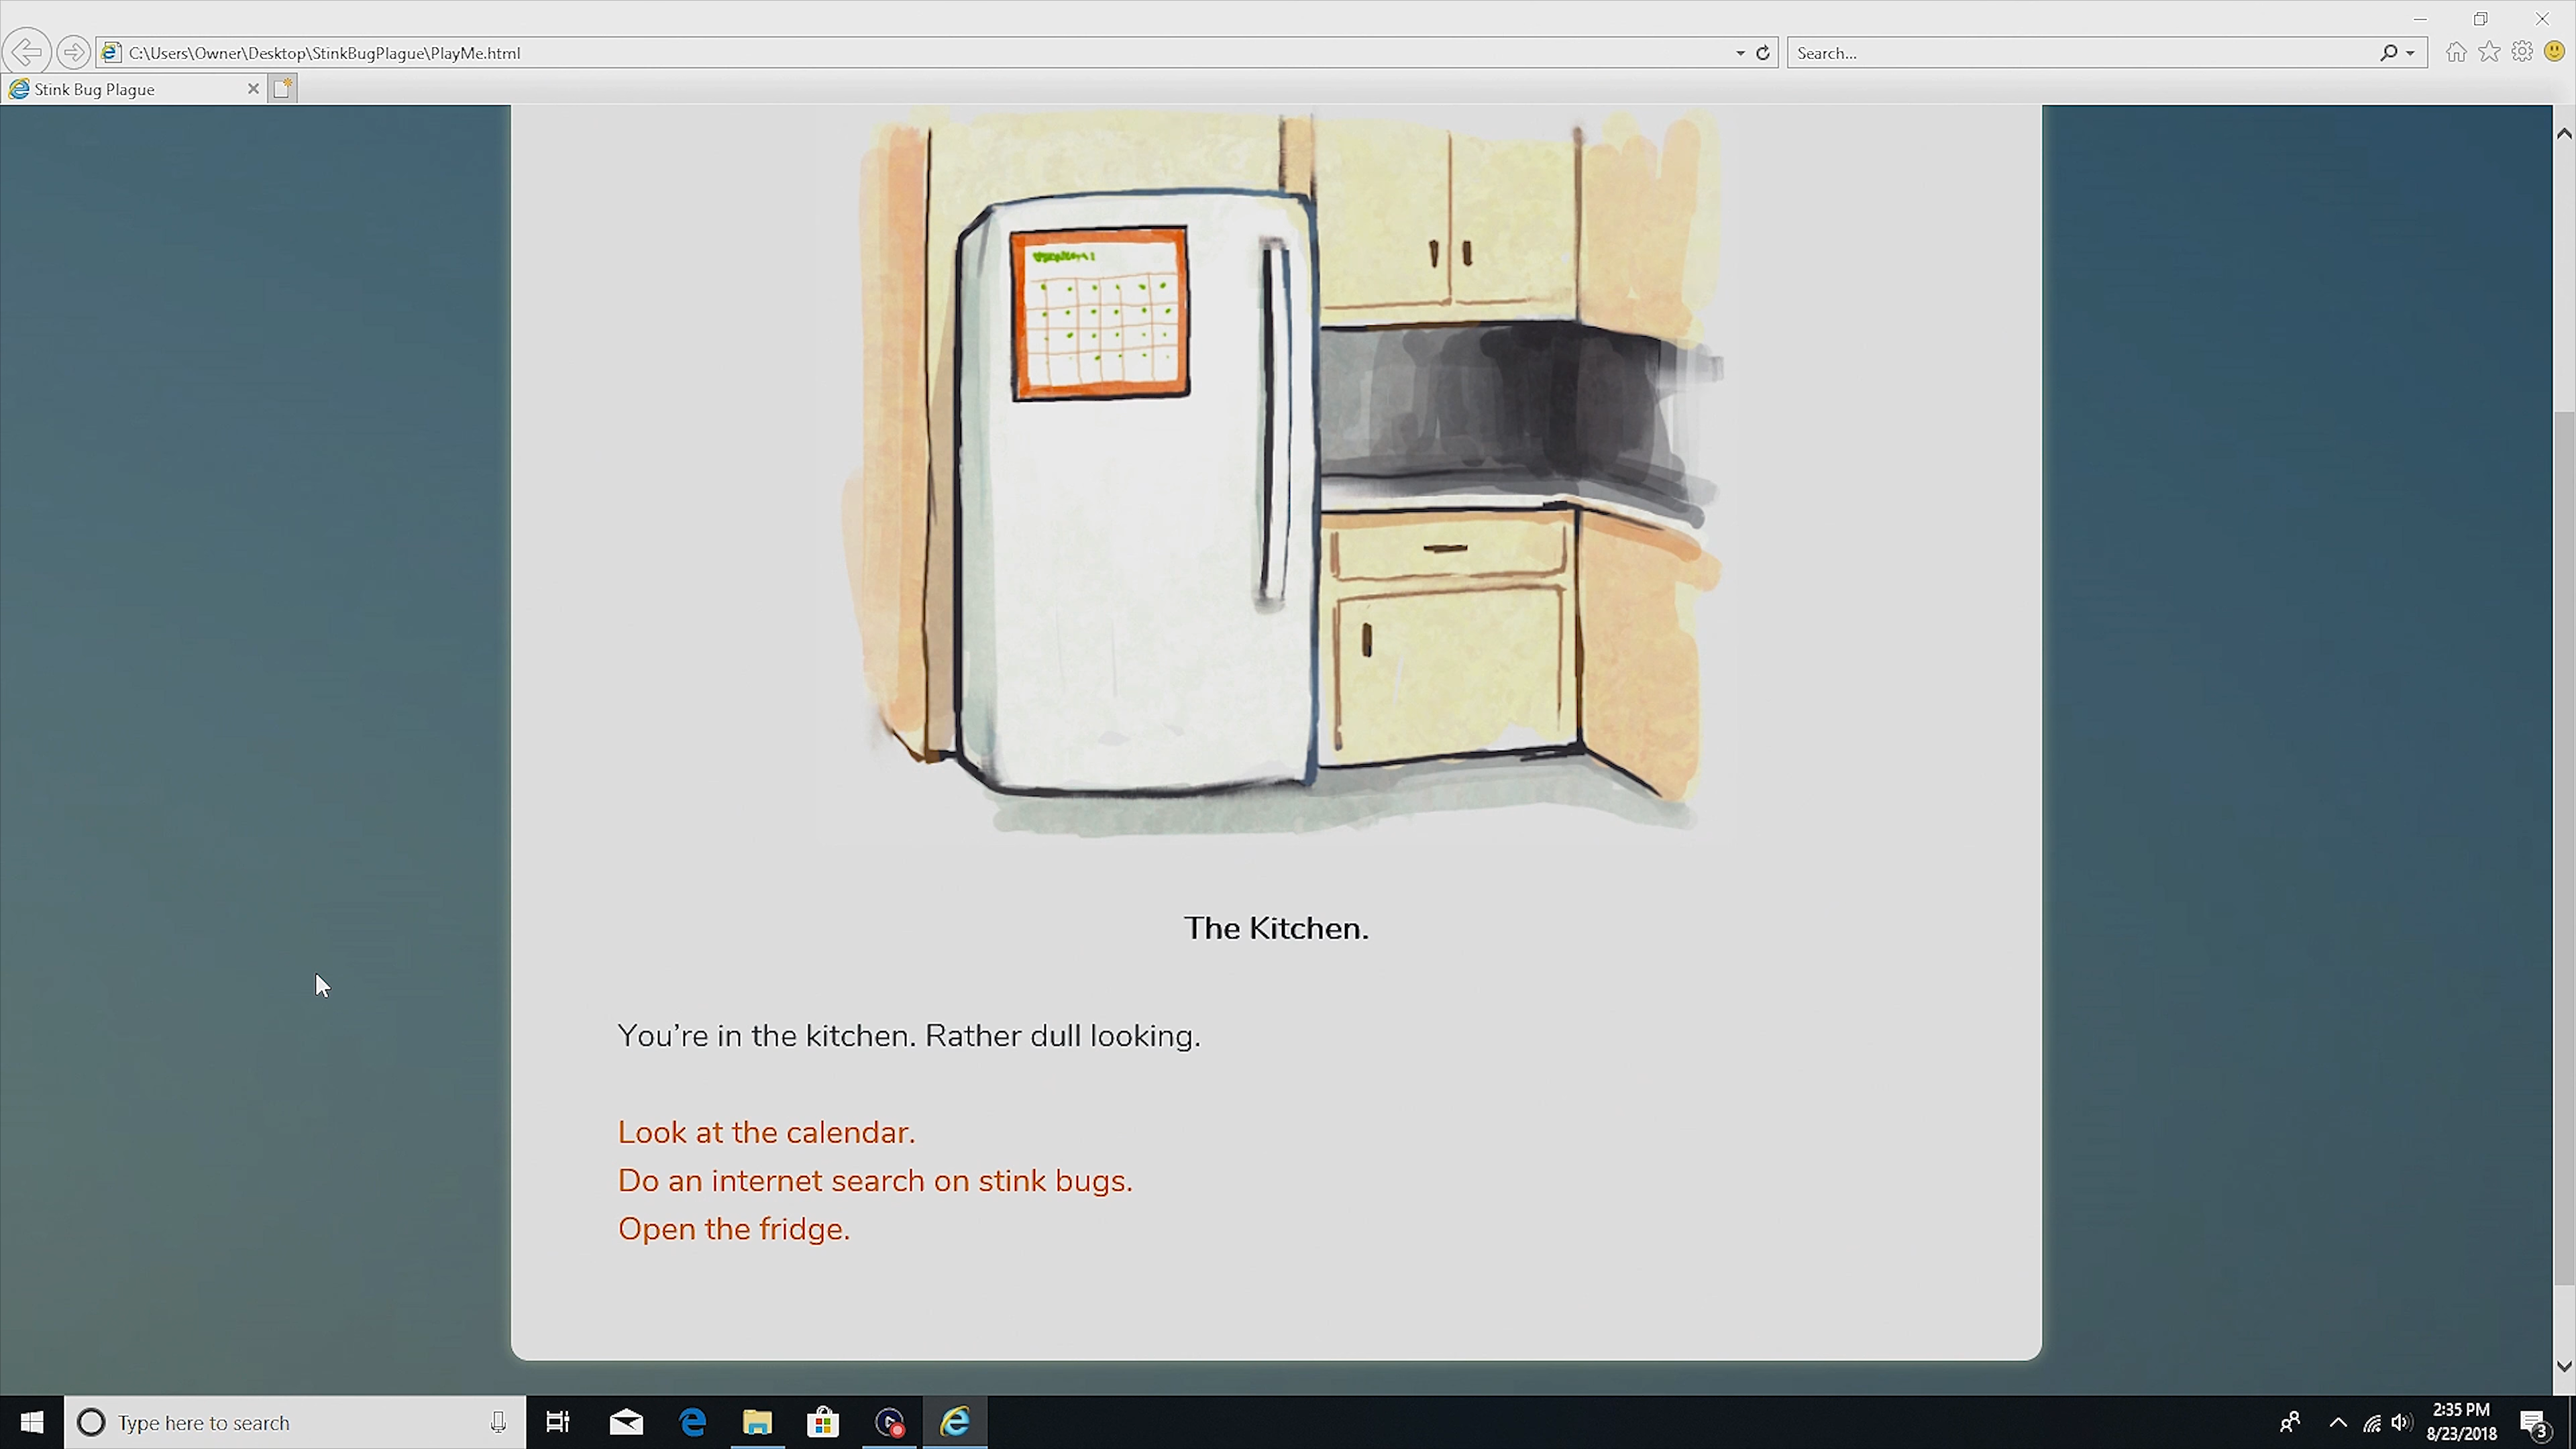 C:\Users\Owner\Desktop\StinkBugPlague\PlayMe.html
Search...
Stink Bug Plague
The Kitchen.
You’re in the kitchen. Rather dull looking.
Look at the calendar.
Do an internet search on stink bugs.
Open the fridge.
Type here to search
2:35 PM
8/23/2018
3